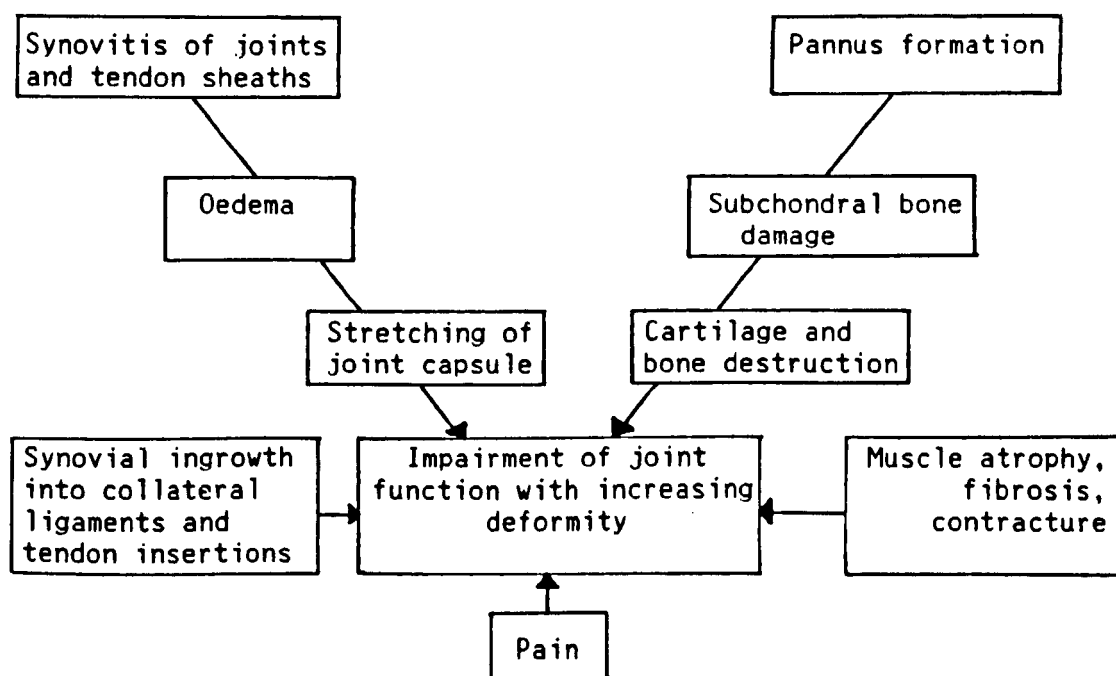 Synovitis of joints
and tendon sheaths
Pannus formation
Oedema
Subchondral bone
damage
Stretching of
joint capsule
Cartilage and
bone destruction
Synovial ingrowth
into collateral
ligaments and
tendon insertions
Impairment of joint
function with increasing
deformity
Muscle atrophy,
fibrosis,
contracture
Pain